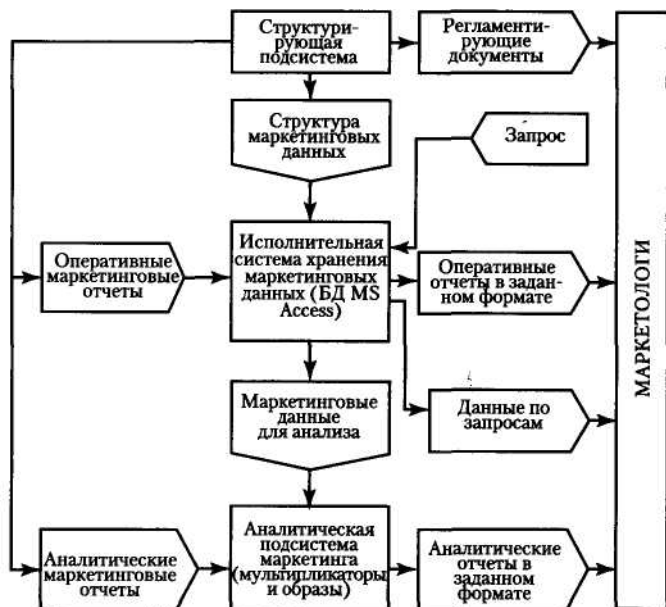 Структури-
рующая
подсистема
Регламенти-
рующие
документы
Структура
маркетинговых
данных
Запрос
Оперативные
маркетинговые
отчеты
Исполнительная
система хранения
маркетинговых
данных (БД MS
Access)
Оперативные
отчеты в задан-
ном формате
МАРКЕТОЛОГИ
Маркетинговые
данные
для анализа
Данные по
запросам
Аналитические
маркетинговые
отчеты
Аналитическая
подсистема
маркетинга
(мультипликаторы
и образы)
Аналитические
отчеты в
заданном
формате